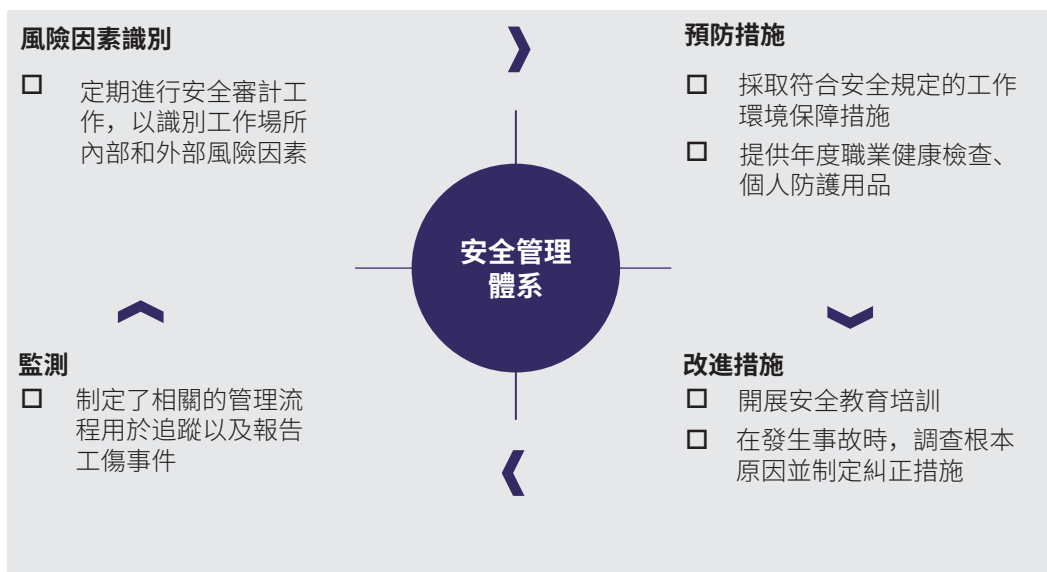 風險因素識別
□ 定期進行安全審計工
作，以識別工作場所
內部和外部風險因素
預防措施
□ 採取符合安全規定的工作
環境保障措施
□ 提供年度職業健康檢查、
個人防護用品
安全管理
體系
監測
□ 制定了相關的管理流
程用於追蹤以及報告
工傷事件
改進措施
□ 開展安全教育培訓
□ 在發生事故時，調查根本
原因並制定糾正措施